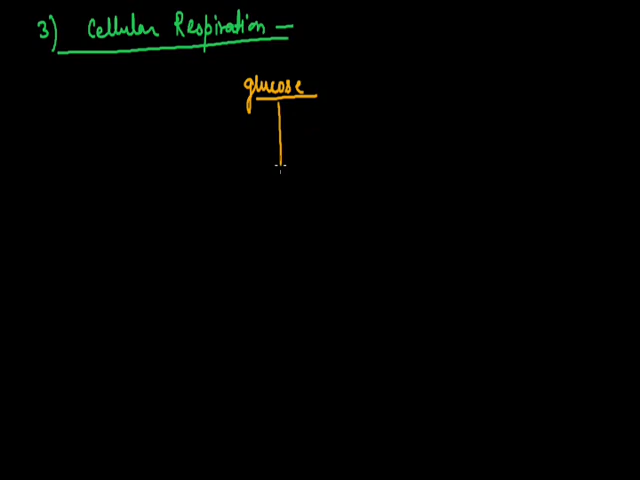 3) Cellular Respiration —
glucose